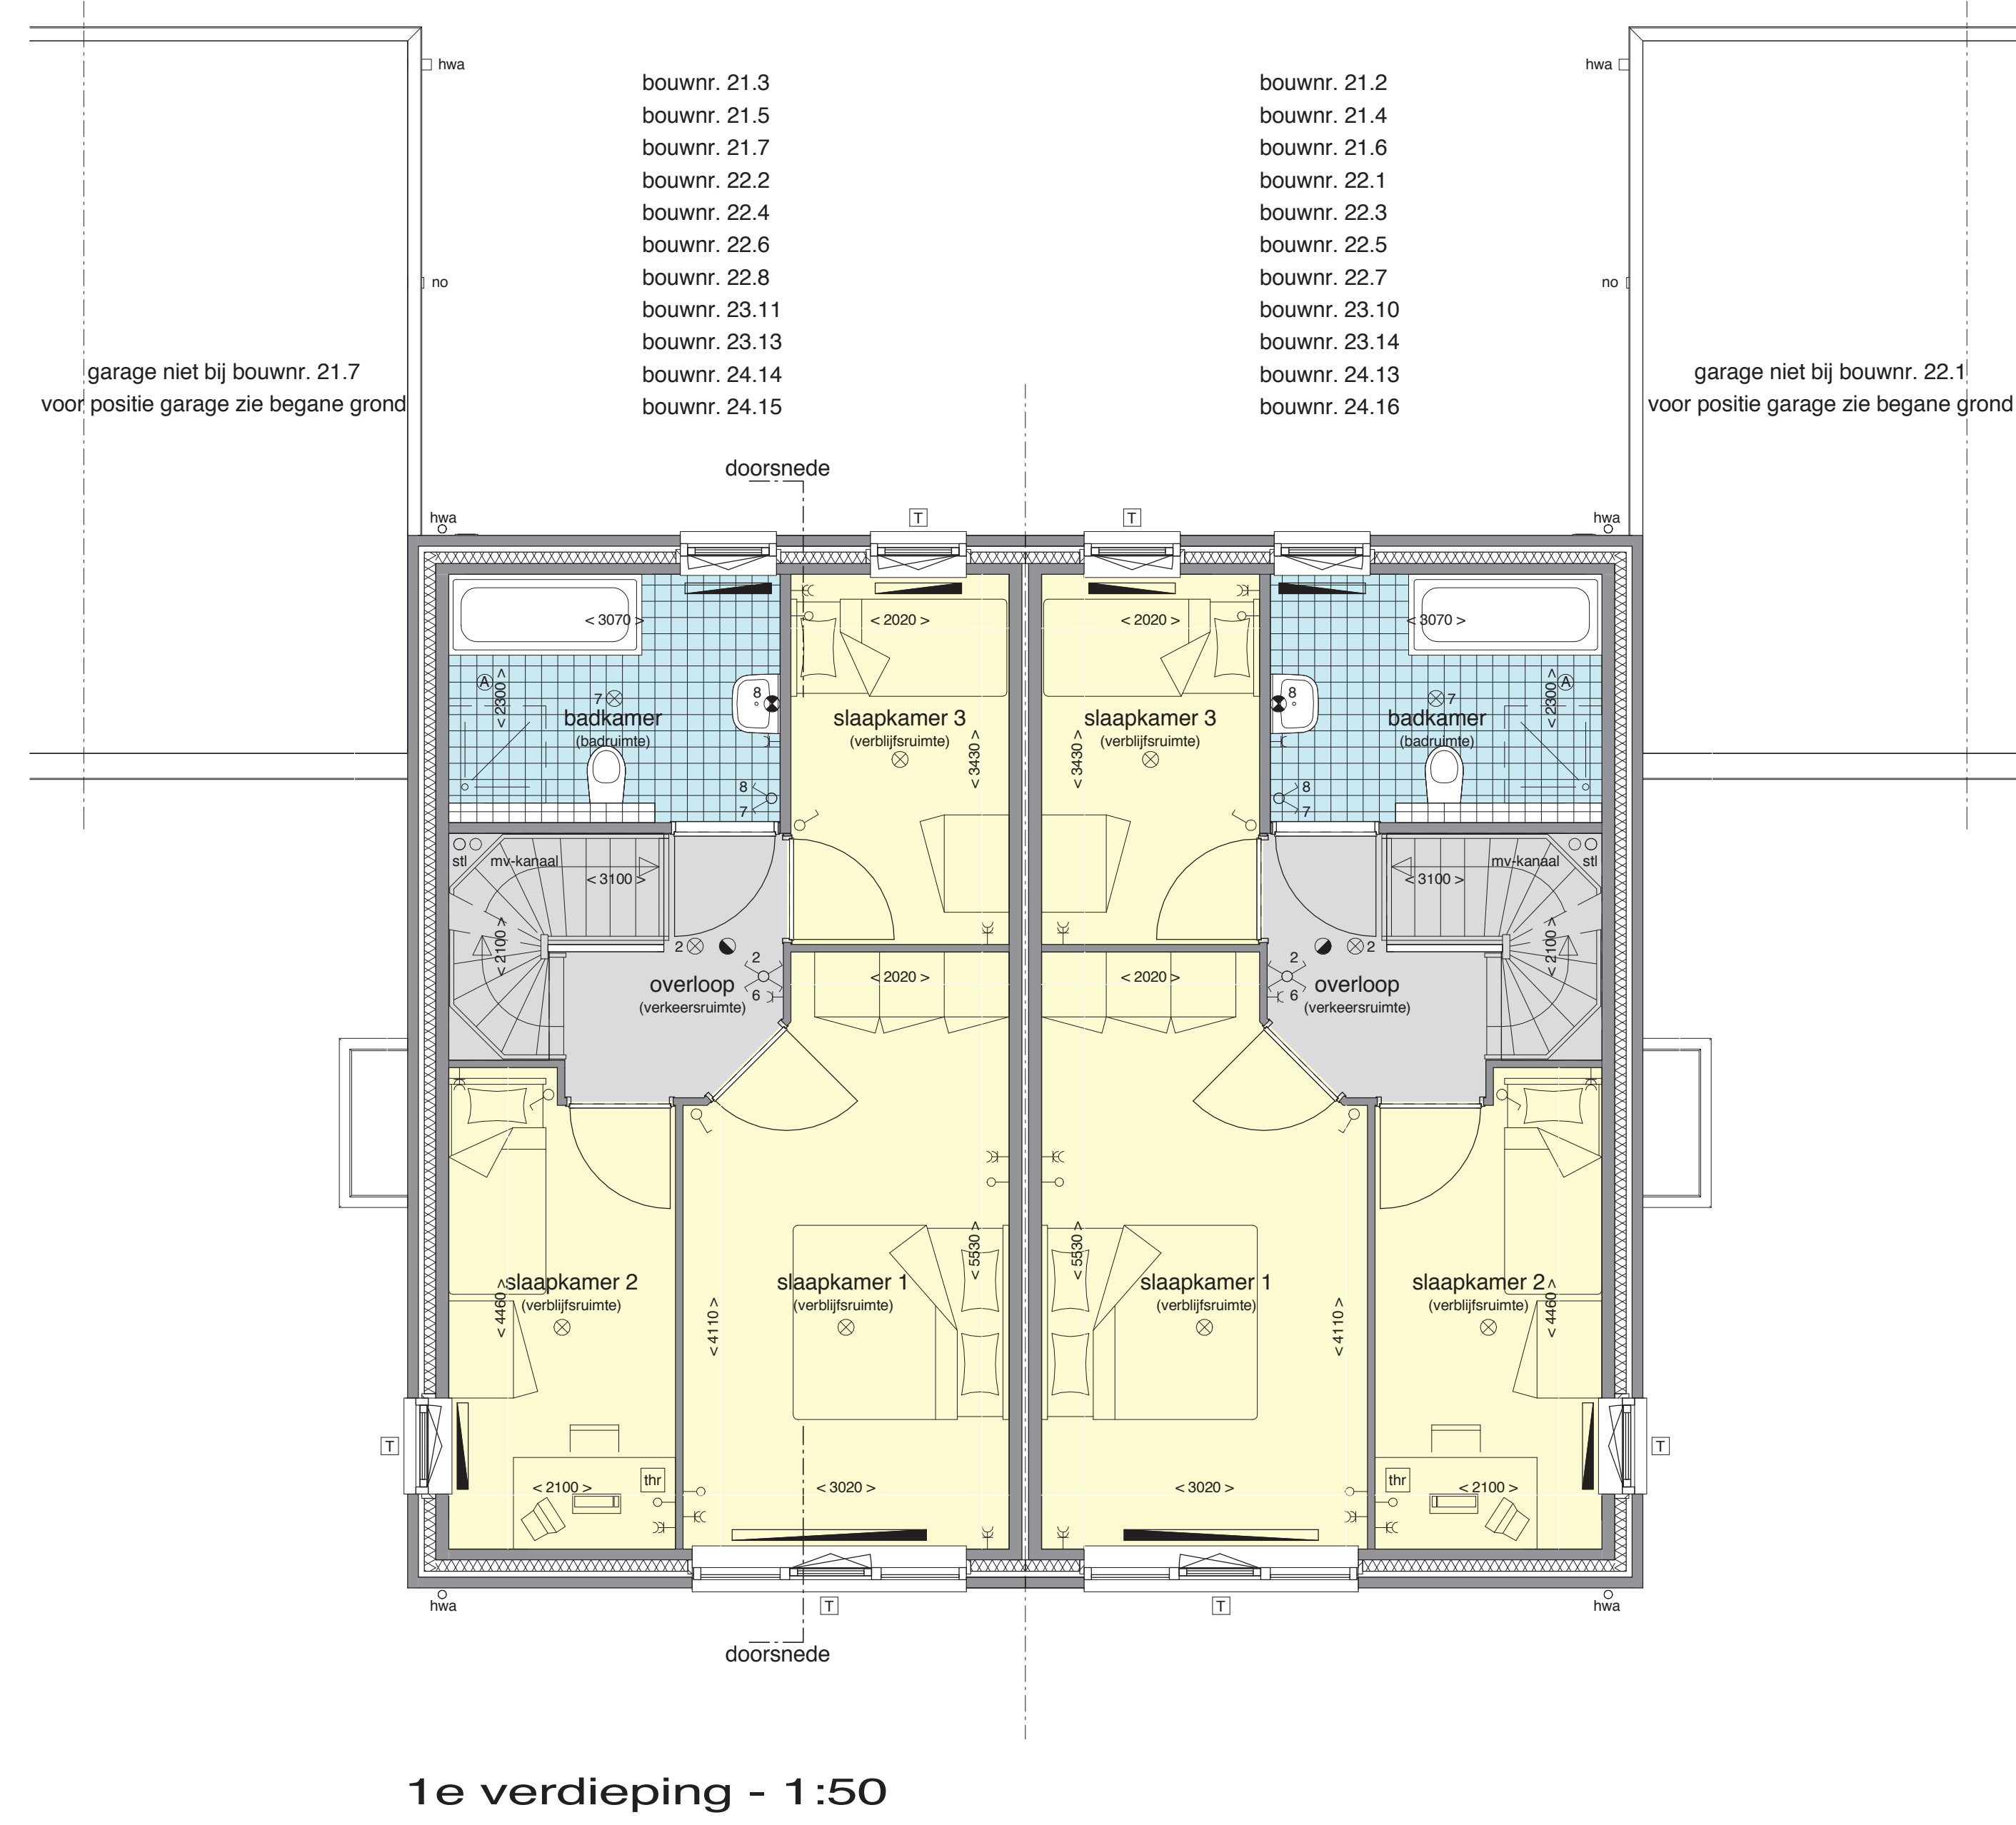 hwa
hwa
bouwnr. 21.3
bouwnr. 21.5
bouwnr. 21.7
bouwnr. 22.2
bouwnr. 22.4
bouwnr. 22.6
bouwnr. 22.8
bouwnr. 23.11
bouwnr. 23.13
bouwnr. 24.14
bouwnr. 24.15
bouwnr. 21.2
bouwnr. 21.4
bouwnr. 21.6
bouwnr. 22.1
bouwnr. 22.3
bouwnr. 22.5
bouwnr. 22.7
bouwnr. 23.10
bouwnr. 23.14
bouwnr. 24.13
bouwnr. 24.16
no
no
garage niet bij bouwnr. 21.7
voor positie garage zie begane grond
garage niet bij bouwnr. 22.1
voor positie garage zie begane grond
doorsnede
hwa
T
T
hwa
< 3070 >
< 2020 >
< 2020 >
< 3070 >
A
< 2300 >
7
8
badkamer
(badruimte)
slaapkamer 3
(verblijfsruimte)
< 3430 >
8
7
slaapkamer 3
(verblijfsruimte)
< 3430 >
8
7
badkamer
(badruimte)
A
< 2300 >
8
7
stl
mv-kanaal
< 3100 >
< 2100 >
2
2
6
overloop
(verkeersruimte)
< 2020 >
< 2020 >
mv-kanaal
stl
< 3100 >
< 2100 >
2
2
6
overloop
(verkeersruimte)
slaapkamer 2
(verblijfsruimte)
< 4460 >
slaapkamer 1
(verblijfsruimte)
< 4110 >
< 5530 >
slaapkamer 1
(verblijfsruimte)
< 5530 >
< 4110 >
slaapkamer 2
(verblijfsruimte)
< 4460 >
T
T
thr
thr
< 2100 >
< 3020 >
< 3020 >
< 2100 >
hwa
T
T
hwa
doorsnede
1e verdieping - 1:50